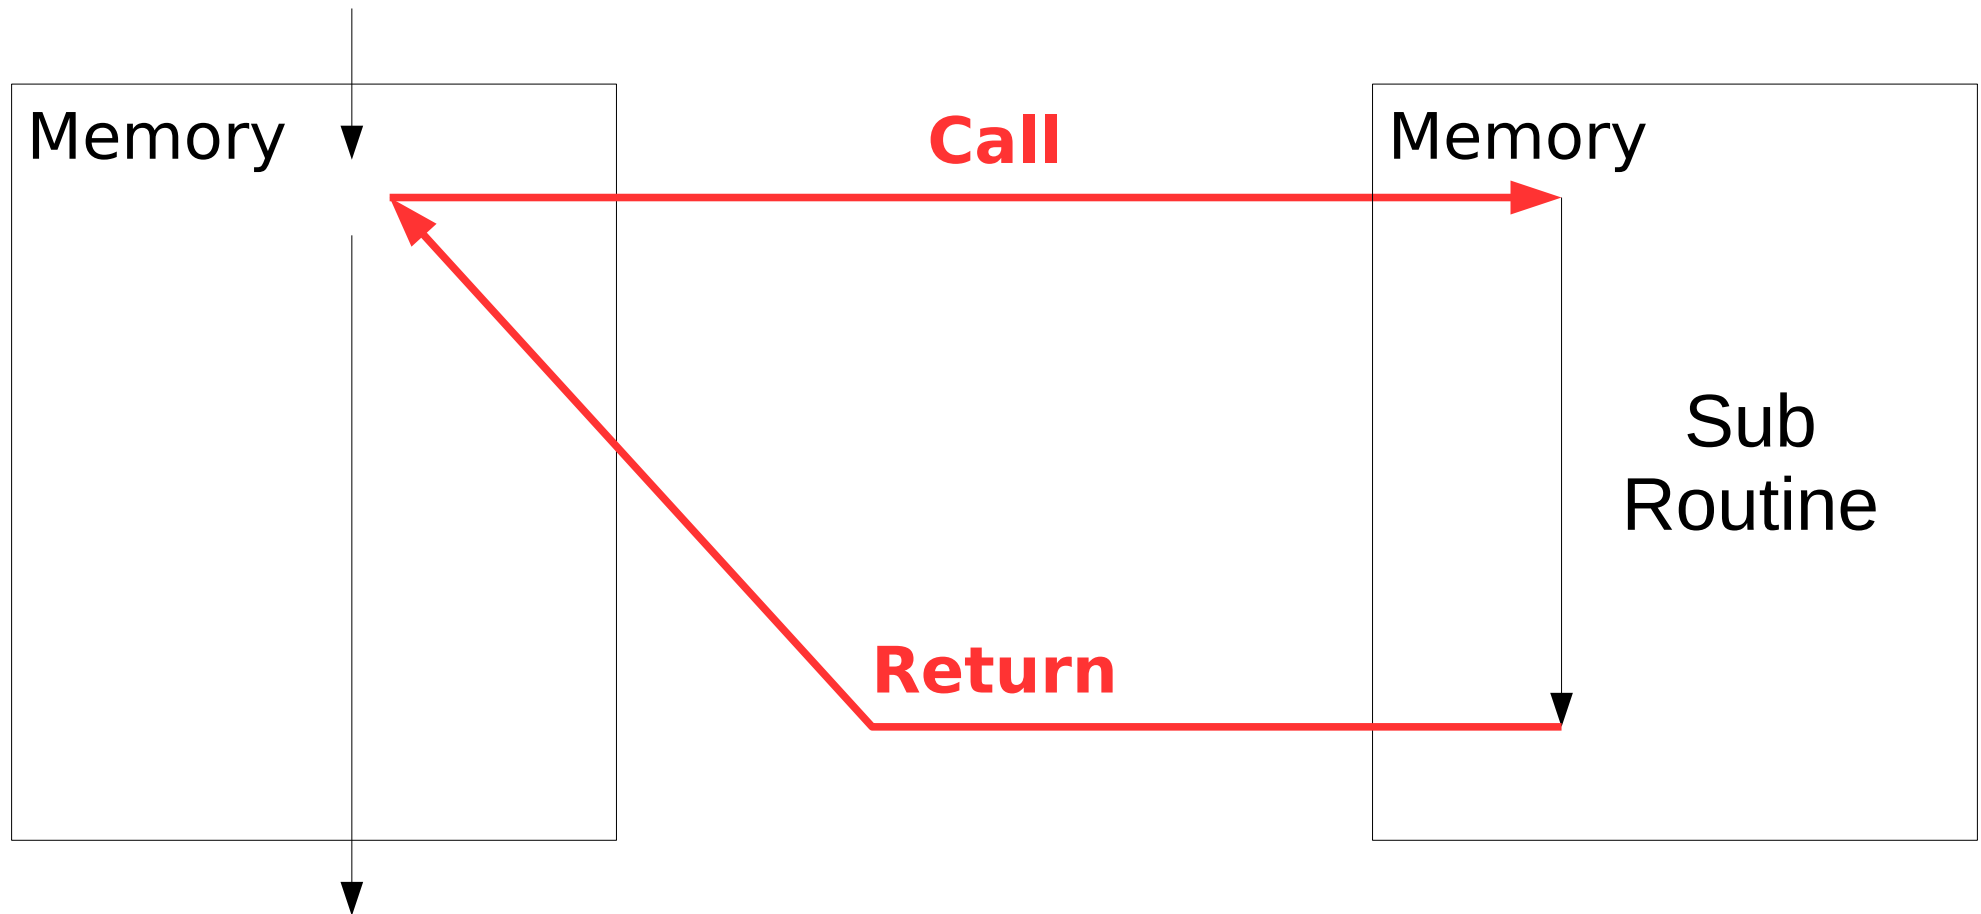 Memory
Call
Memory
Sub
Routine
Return